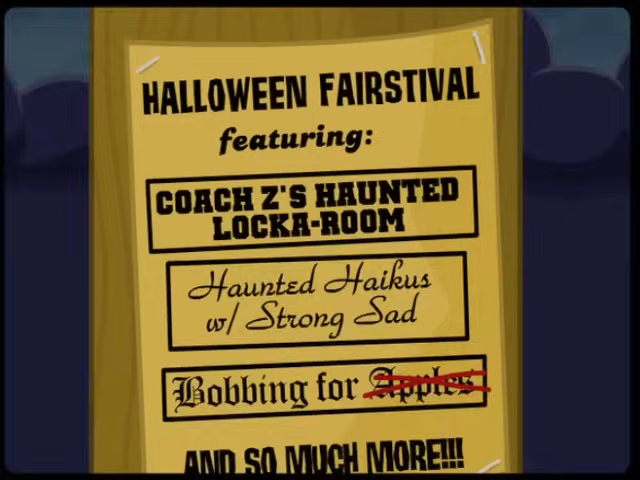 HALLOWEEN FAIRSTIVAL
featuring:
COACH Z'S HAUNTED
LOCKA-ROOM
Haunted Haikus
w/ Strong Sad
Bobbing for Apples
AND SO MUCH MORE!!!